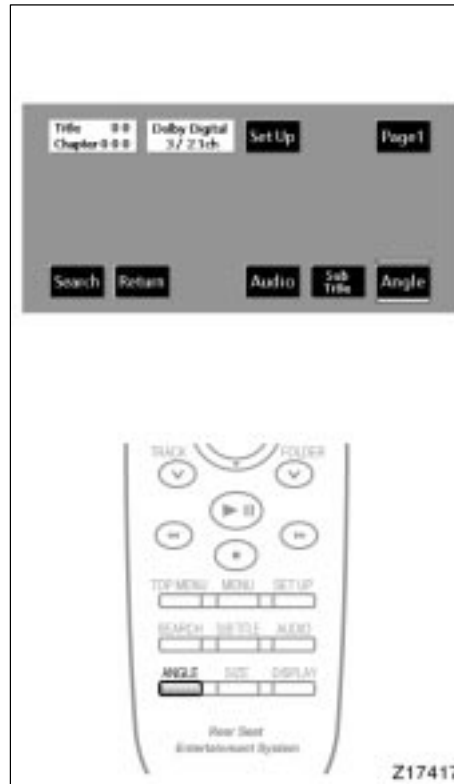 Title 0 0
Chapter 0 0 0
Dolby Digital
3 / 2.1ch
Set Up
Page1
Search
Return
Audio
Sub
Title
Angle
TRACK
FOLDER
TOP MENU
MENU
SET UP
SEARCH
SUB TITLE
AUDIO
ANGLE
SIZE
DISPLAY
Rear Seat
Entertainment System
Z17417